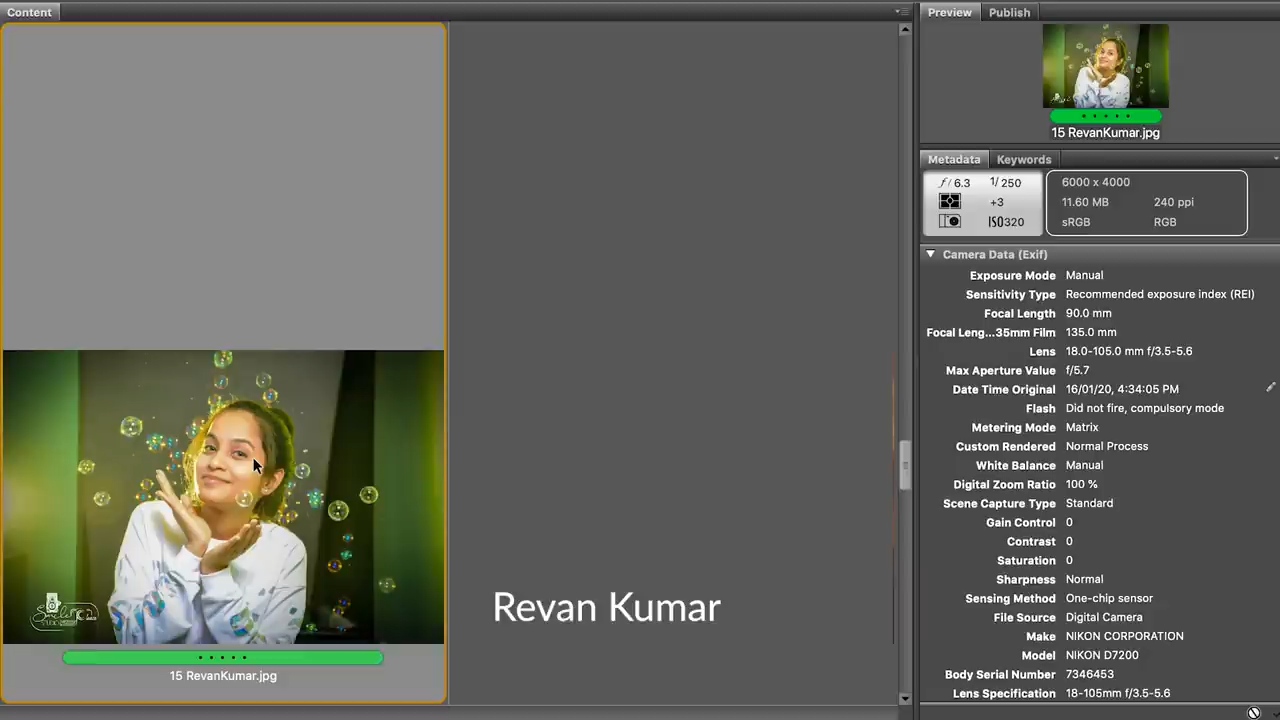 Content
Preview
Publish
15 RevanKumar.jpg
Metadata
Keywords
f/6.3 1/250
+3
ISO320
6000 x 4000
11.60 MB 240 ppi
sRGB RGB
Camera Data (Exif)
Exposure Mode Manual
Sensitivity Type Recommended exposure index (REI)
Focal Length 90.0 mm
Focal Leng...35mm Film 135.0 mm
Lens 18.0-105.0 mm f/3.5-5.6
Max Aperture Value f/5.7
Date Time Original 16/01/20, 4:34:05 PM
Flash Did not fire, compulsory mode
Metering Mode Matrix
Custom Rendered Normal Process
White Balance Manual
Digital Zoom Ratio 100 %
Scene Capture Type Standard
Gain Control 0
Contrast 0
Saturation 0
Sharpness Normal
Sensing Method One-chip sensor
File Source Digital Camera
Make NIKON CORPORATION
Model NIKON D7200
Body Serial Number 7346453
Lens Specification 18-105mm f/3.5-5.6
Revan Kumar
15 RevanKumar.jpg